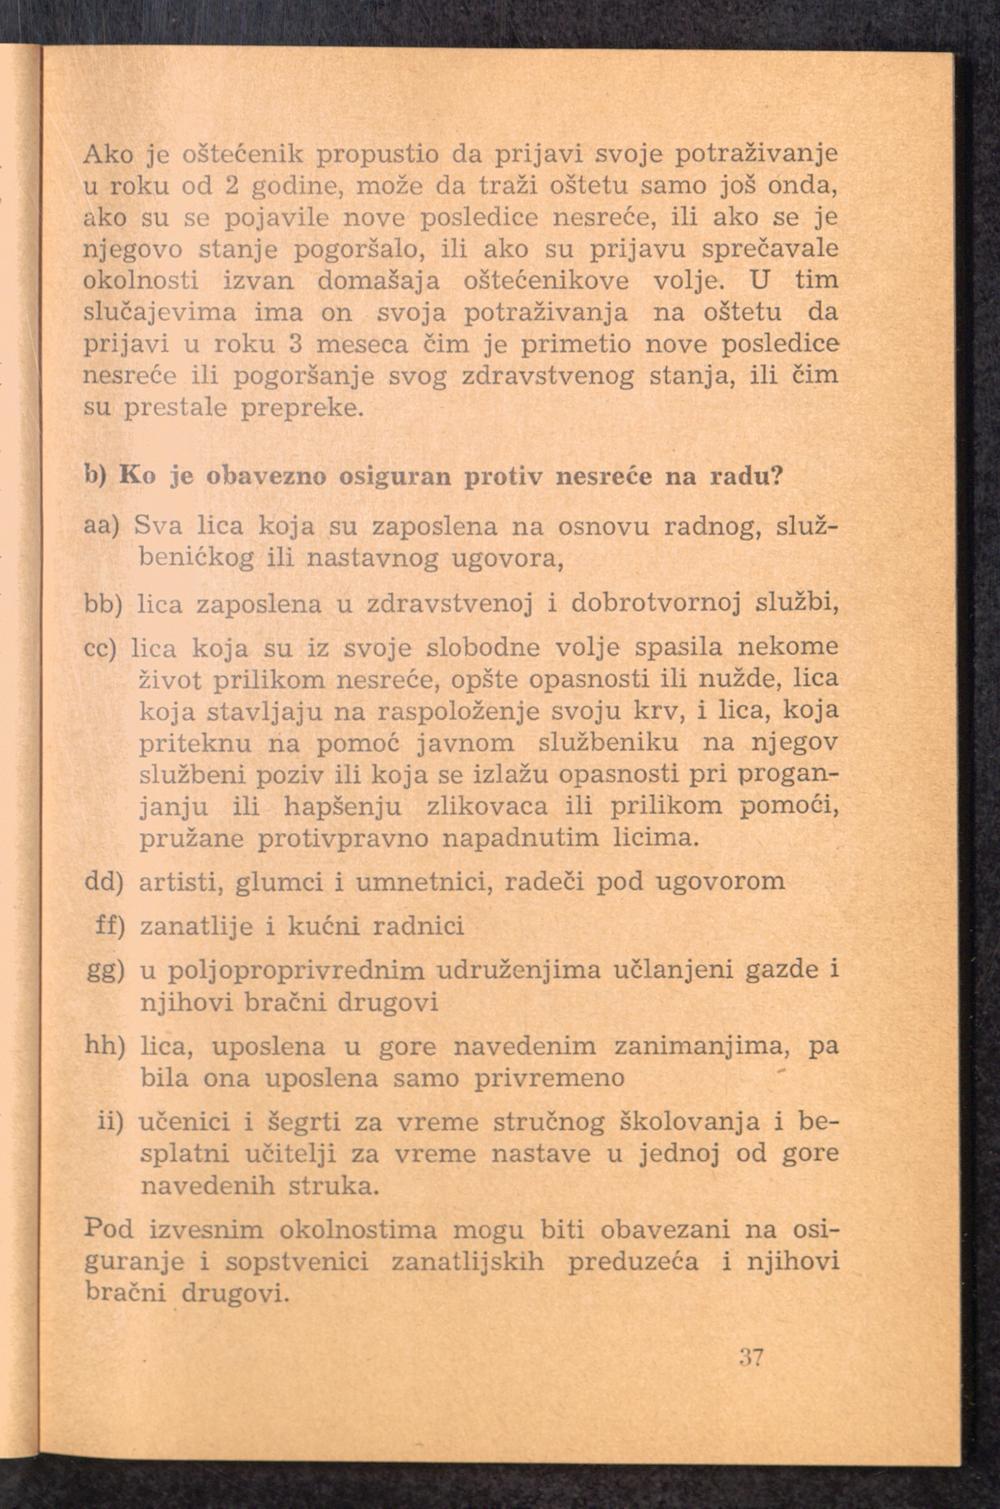 Ako je oštećenik propustio da prijavi svoje potraživanje
u roku od 2 godine, može da traži oštetu samo još onda,
ako su se pojavile nove posledice nesreće, ili ako se je
njegovo stanje pogoršalo, ili ako su prijavu sprečavale
okolnosti izvan domašaja oštećenikove volje. U tim
slučajevima ima on svoja potraživanja na oštetu da
prijavi u roku 3 meseca čim je primetio nove posledice
nesreće ili pogoršanje svog zdravstvenog stanja, ili čim
su prestale prepreke.
b) Ko je obavezno osiguran protiv nesreće na radu?
aa) Sva lica koja su zaposlena na osnovu radnog, služ-
benićkog ili nastavnog ugovora,
bb) lica zaposlena u zdravstvenoj i dobrotvornoj službi,
cc) lica koja su iz svoje slobodne volje spasila nekome
život prilikom nesreće, opšte opasnosti ili nužde, lica
koja stavljaju na raspoloženje svoju krv, i lica, koja
priteknu na pomoć javnom službeniku na njegov
službeni poziv ili koja se izlažu opasnosti pri progan-
janju ili hapšenju zlikovaca ili prilikom pomoći,
pružane protivpravno napadnutim licima.
dd) artisti, glumci i umnetnici, radeči pod ugovorom
ff) zanatlije i kućni radnici
gg) u poljoproprivrednim udruženjima učlanjeni gazde i
njihovi bračni drugovi
hh) lica, uposlena u gore navedenim zanimanjima, pa
bila ona uposlena samo privremeno
ii) učenici i šegrti za vreme stručnog školovanja i be-
splatni učitelji za vreme nastave u jednoj od gore
navedenih struka.
Pod izvesnim okolnostima mogu biti obavezani na osi-
guranje i sopstvenici zanatlijskih preduzeća i njihovi
bračni drugovi.
37